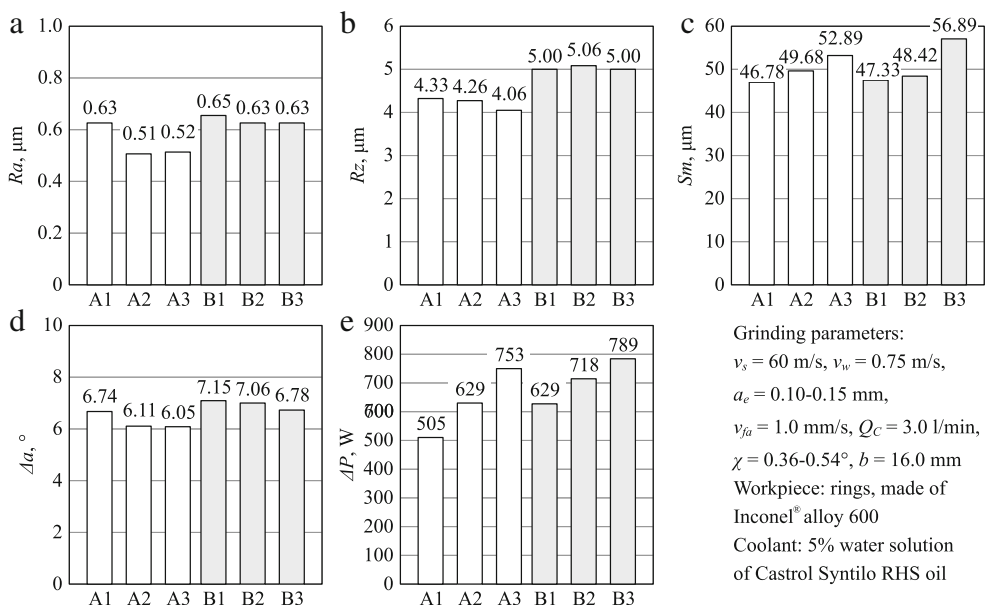 a
1.0
0.8
0.6
0.4
0.2
0
Ra, µm
0.63
0.51
0.52
0.65
0.63
0.63
A1 A2 A3 B1 B2 B3
b
6
5
4
3
2
1
0
Rz, µm
4.33
4.26
4.06
5.00
5.06
5.00
A1 A2 A3 B1 B2 B3
c
60
50
40
30
20
10
0
Sm, µm
46.78
49.68
52.89
47.33
48.42
56.89
A1 A2 A3 B1 B2 B3
d
10
8
6
4
2
0
Δa, °
6.74
6.11
6.05
7.15
7.06
6.78
A1 A2 A3 B1 B2 B3
e
900
800
700
600
500
400
300
200
100
0
ΔP, W
505
629
753
629
718
789
A1 A2 A3 B1 B2 B3
Grinding parameters:
vs = 60 m/s, vw = 0.75 m/s,
ae = 0.10-0.15 mm,
vfa = 1.0 mm/s, QC = 3.0 l/min,
χ = 0.36-0.54°, b = 16.0 mm
Workpiece: rings, made of
Inconel® alloy 600
Coolant: 5% water solution
of Castrol Syntilo RHS oil